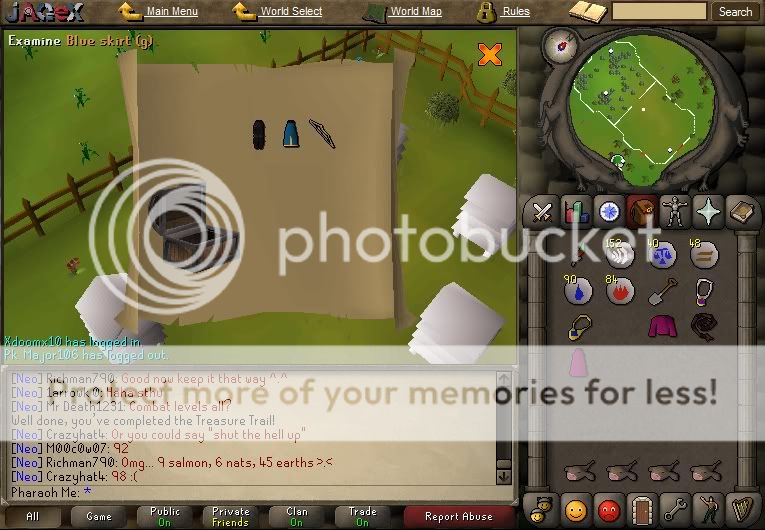 JAGEX Main Menu World Select World Map Rules Search
Examine Blue skirt (g)
152 40 48
90 84
photobucket
Xdoomx10 has logged in.
Pk Major106 has logged out.
Protect more of your memories for less!
[Neo] Richman790: Good now keep it that way ^.^
[Neo] Mr Death1231: Combat levels all?
Well done, you've completed the Treasure Trail!
[Neo] Crazyhat4: Or you could say "shut the hell up"
[Neo] M00c0w07: 92
[Neo] Richman790: Omg... 9 salmon, 6 nats, 45 earths >.<
[Neo] Crazyhat4: 98 :(
Pharaoh Me: *
All Game Public On Private Friends Clan On Trade On Report Abuse